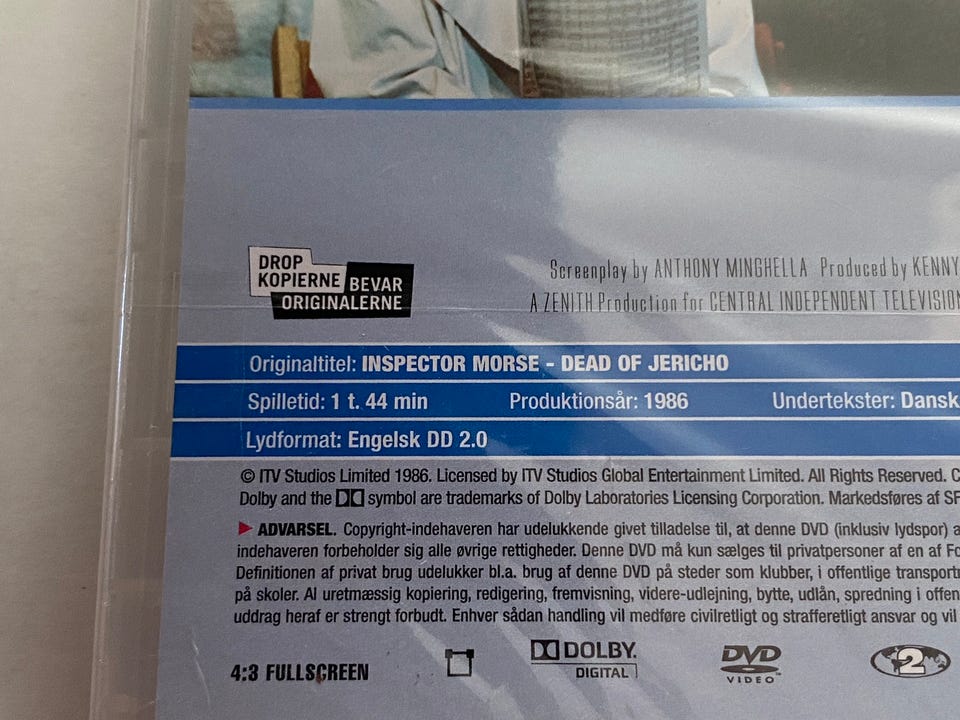 DROP
KOPIERNE BEVAR
ORIGINALERNE
Screenplay by ANTHONY MINGHELLA Produced by KENNY
A ZENITH Production for CENTRAL INDEPENDENT TELEVISION
Originaltitel: INSPECTOR MORSE - DEAD OF JERICHO
Spilletid: 1 t. 44 min Produktionsår: 1986 Undertekster: Dansk
Lydformat: Engelsk DD 2.0
© ITV Studios Limited 1986. Licensed by ITV Studios Global Entertainment Limited. All Rights Reserved. C
Dolby and the symbol are trademarks of Dolby Laboratories Licensing Corporation. Markedsføres af SF
ADVARSEL. Copyright-indehaveren har udelukkende givet tilladelse til, at denne DVD (inklusiv lydspor) a
indehaveren forbeholder sig alle øvrige rettigheder. Denne DVD må kun sælges til privatpersoner af en af Fo
Definitionen af privat brug udelukker bl.a. brug af denne DVD på steder som klubber, i offentlige transportm
på skoler. Al uretmæssig kopiering, redigering, fremvisning, videre-udlejning, bytte, udlån, spredning i offen
uddrag heraf er strengt forbudt. Enhver sådan handling vil medføre civilretligt og strafferetligt ansvar og vil
4:3 FULLSCREEN DOLBY DIGITAL DVD VIDEO 2